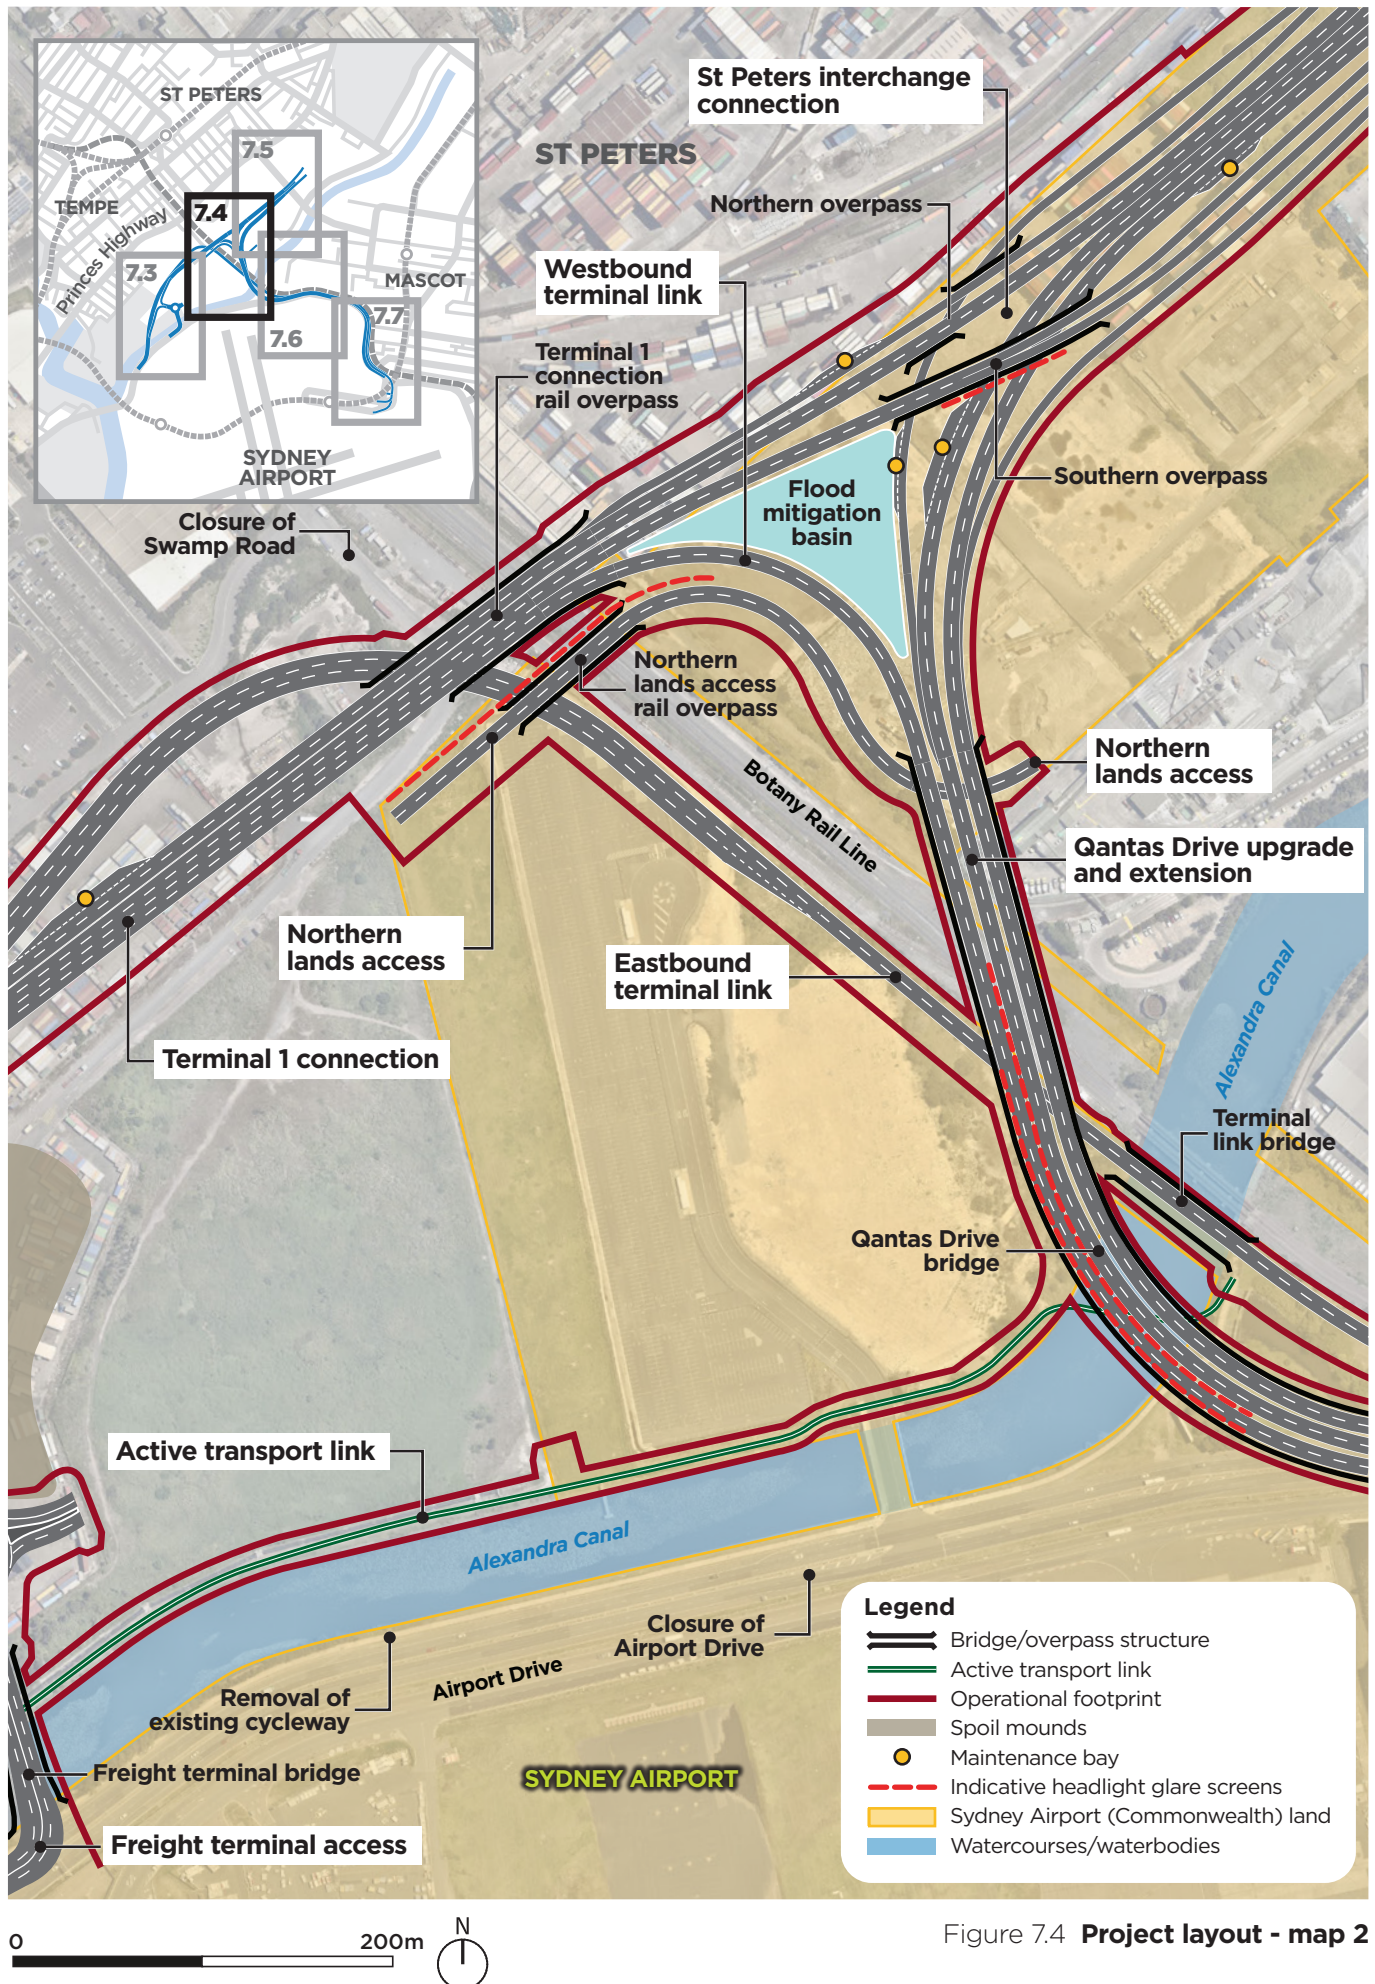 ST PETERS
7.5
TEMPE
7.4
Princes Highway
7.3
MASCOT
7.7
7.6
SYDNEY
AIRPORT
St Peters interchange
connection
ST PETERS
Northern overpass
Westbound
terminal link
Terminal 1
connection
rail overpass
Southern overpass
Flood
mitigation
basin
Closure of
Swamp Road
Northern
lands access
rail overpass
Northern
lands access
Botany Rail Line
Qantas Drive upgrade
and extension
Northern
lands access
Eastbound
terminal link
Alexandra Canal
Terminal 1 connection
Terminal
link bridge
Qantas Drive
bridge
Active transport link
Alexandra Canal
Closure of
Airport Drive
Airport Drive
Removal of
existing cycleway
Freight terminal bridge
SYDNEY AIRPORT
Freight terminal access
Legend
Bridge/overpass structure
Active transport link
Operational footprint
Spoil mounds
Maintenance bay
Indicative headlight glare screens
Sydney Airport (Commonwealth) land
Watercourses/waterbodies
0 200m
N
Figure 7.4 Project layout - map 2